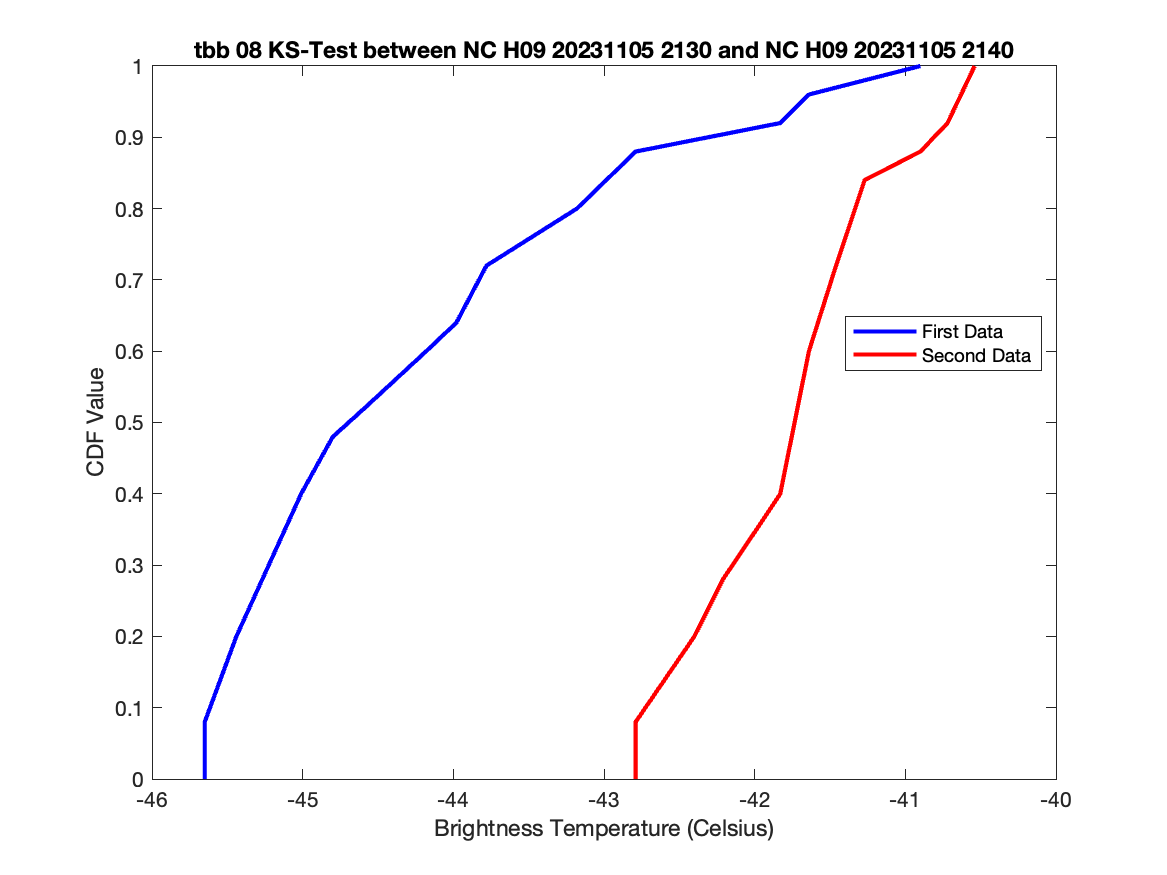 tbb 08 KS-Test between NC H09 20231105 2130 and NC H09 20231105 2140
1
0.9
0.8
0.7
0.6
0.5
0.4
0.3
0.2
0.1
0
CDF Value
First Data
Second Data
-46 -45 -44 -43 -42 -41 -40
Brightness Temperature (Celsius)